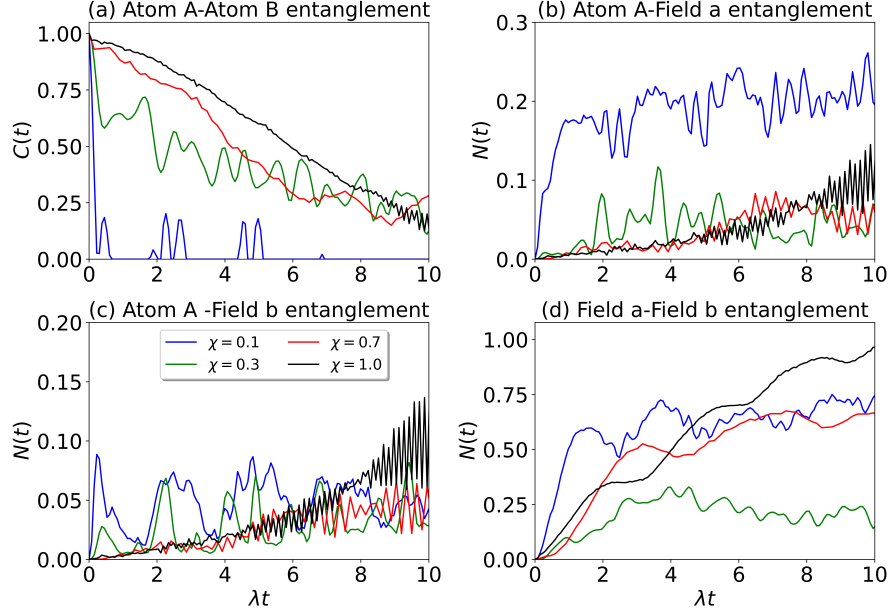 (a) Atom A-Atom B entanglement
(b) Atom A-Field a entanglement
C(t)
1.00
0.75
0.50
0.25
0.00
0 2 4 6 8 10
N(t)
0.3
0.2
0.1
0.0
0 2 4 6 8 10
(c) Atom A -Field b entanglement
(d) Field a-Field b entanglement
N(t)
0.20
0.15
0.10
0.05
0.00
χ = 0.1
χ = 0.3
χ = 0.7
χ = 1.0
0 2 4 6 8 10
λt
N(t)
1.00
0.75
0.50
0.25
0.00
0 2 4 6 8 10
λt